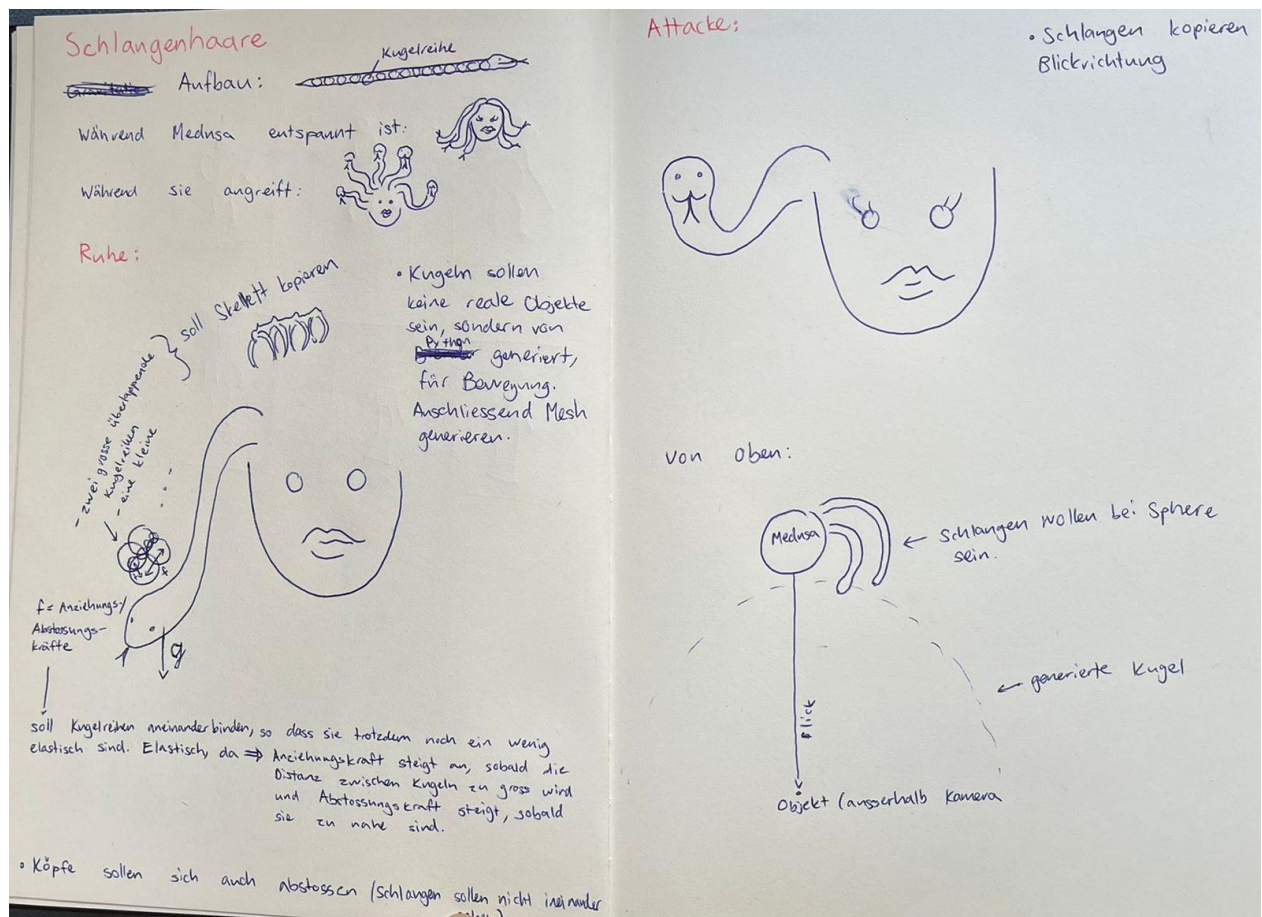 Schlangenhaare
Aufbau:
Kugelreihe
Während Medusa entspannt ist:
Während sie angreift:
Ruhe:
soll Skelett kopieren
- zwei grosse überlappende
Kugelreihen
- eine kleine
• Kugeln sollen
keine reale Objekte
sein, sondern von
Python
generiert,
für Bewegung.
Anschliessend Mesh
generieren.
f
f = Anziehungs-/
Abstossungs-
kräfte
g
soll Kugelreihen aneinanderbinden, so dass sie trotzdem noch ein wenig
elastisch sind. Elastisch, da ⇒ Anziehungskraft steigt an, sobald die
Distanz zwischen Kugeln zu gross wird
und Abstossungskraft steigt, sobald
sie zu nahe sind.
• Köpfe sollen sich auch abstossen (Schlangen sollen nicht ineinander
Attacke:
• Schlangen kopieren
Blickrichtung
von oben:
Medusa
← Schlangen wollen bei Sphere
sein.
← generierte Kugel
Blick
Objekt (ausserhalb Kamera